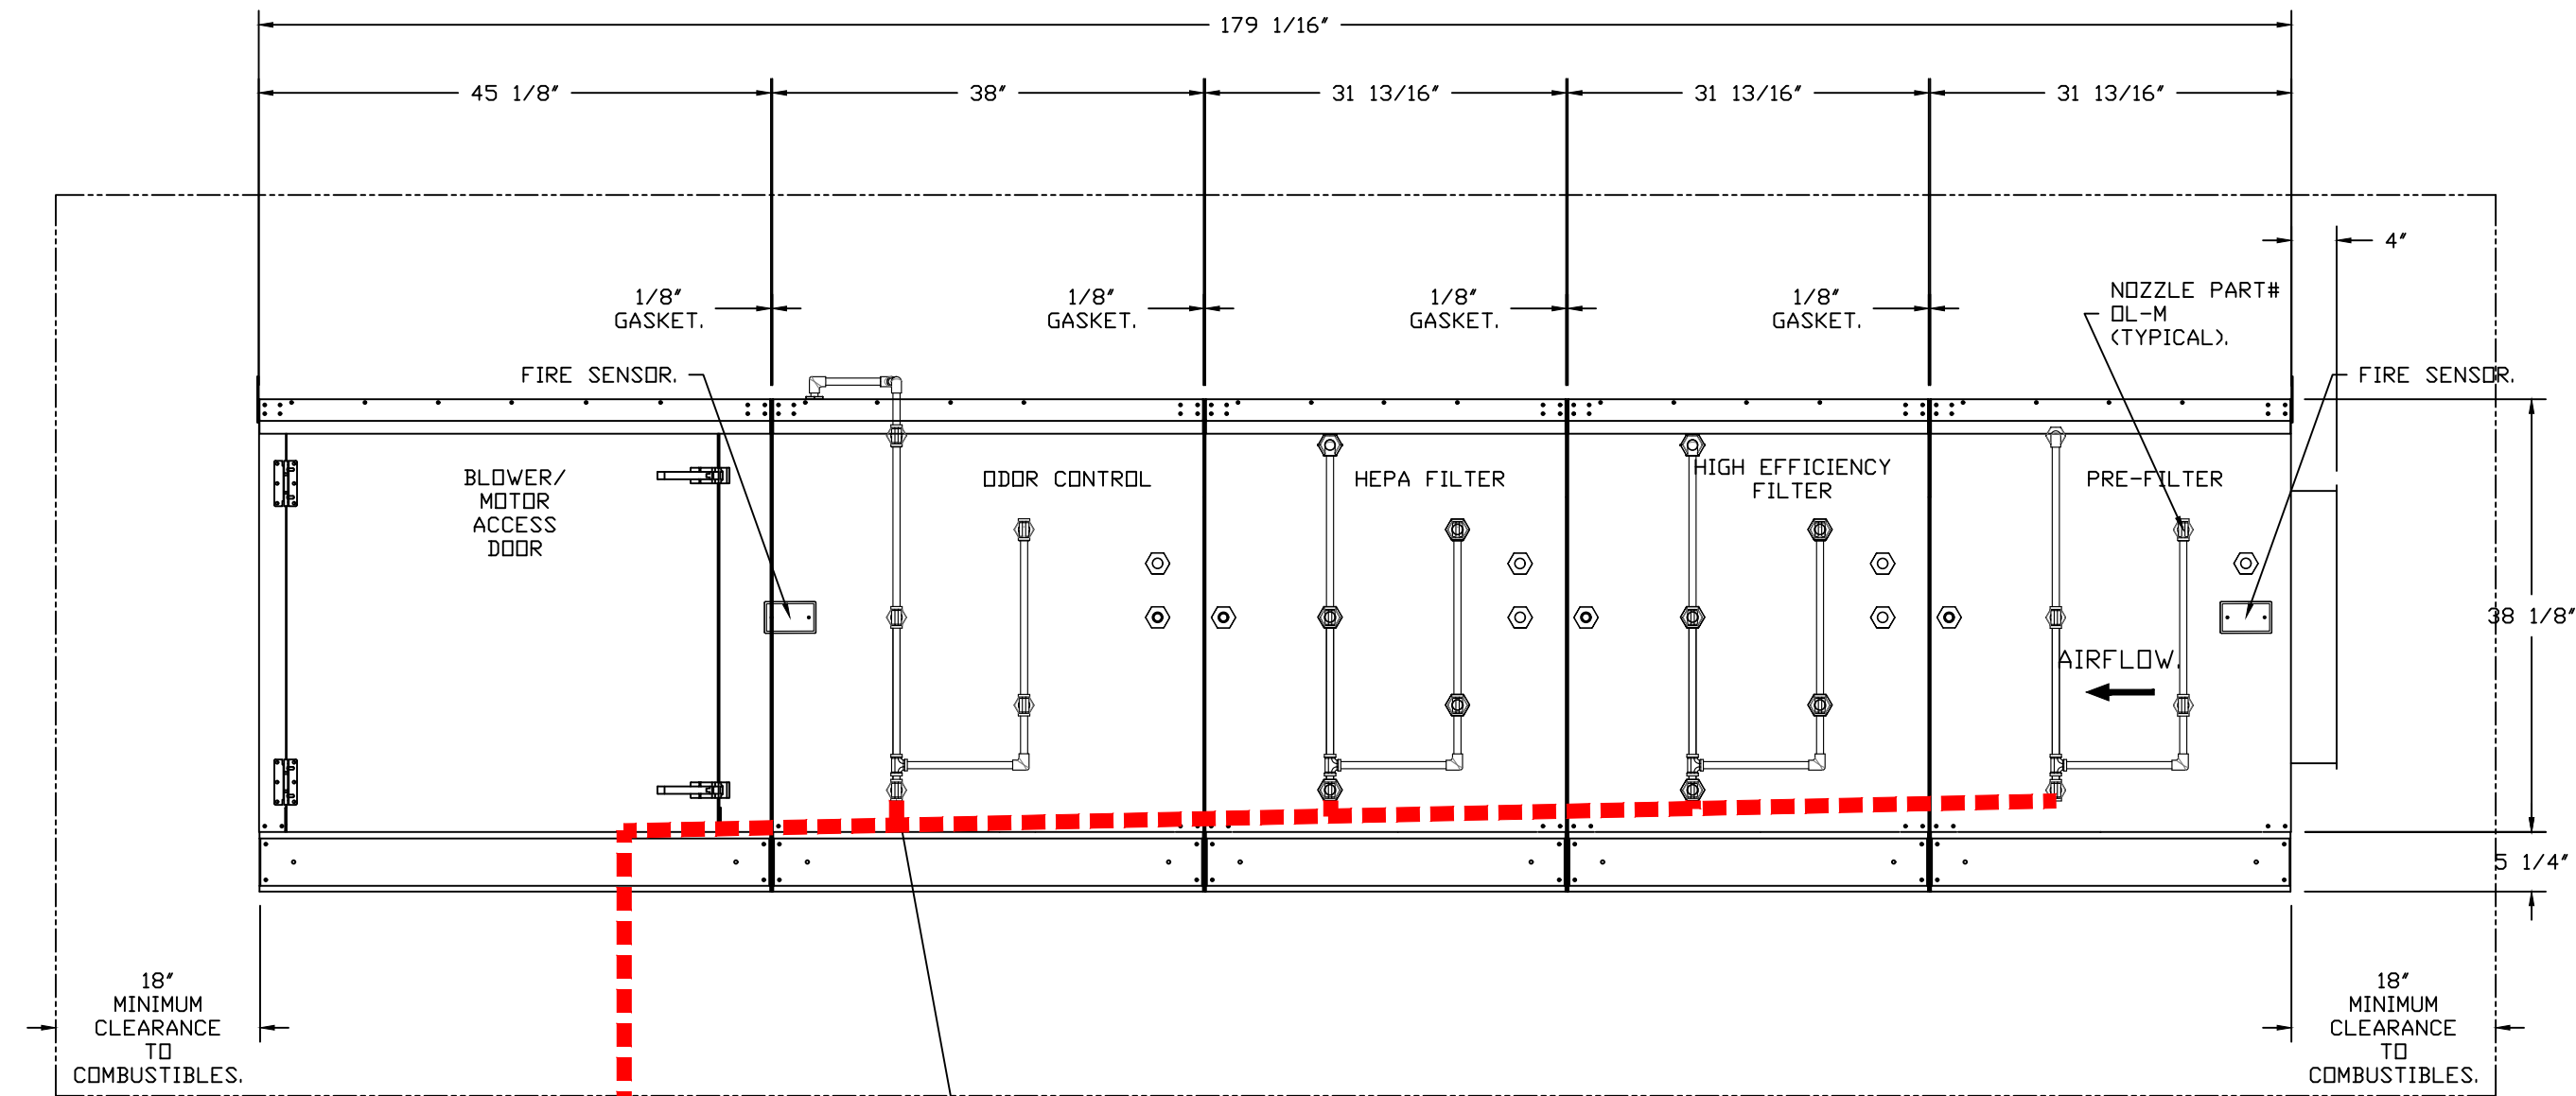 179 1/16"
45 1/8"
38"
31 13/16"
31 13/16"
31 13/16"
4"
1/8"
GASKET.
1/8"
GASKET.
1/8"
GASKET.
1/8"
GASKET.
NOZZLE PART#
OL-M
(TYPICAL).
FIRE SENSOR.
FIRE SENSOR.
BLOWER/
MOTOR
ACCESS
DOOR
ODOR CONTROL
HEPA FILTER
HIGH EFFICIENCY
FILTER
PRE-FILTER
38 1/8"
AIRFLOW.
5 1/4"
18"
MINIMUM
CLEARANCE
TO
COMBUSTIBLES.
18"
MINIMUM
CLEARANCE
TO
COMBUSTIBLES.